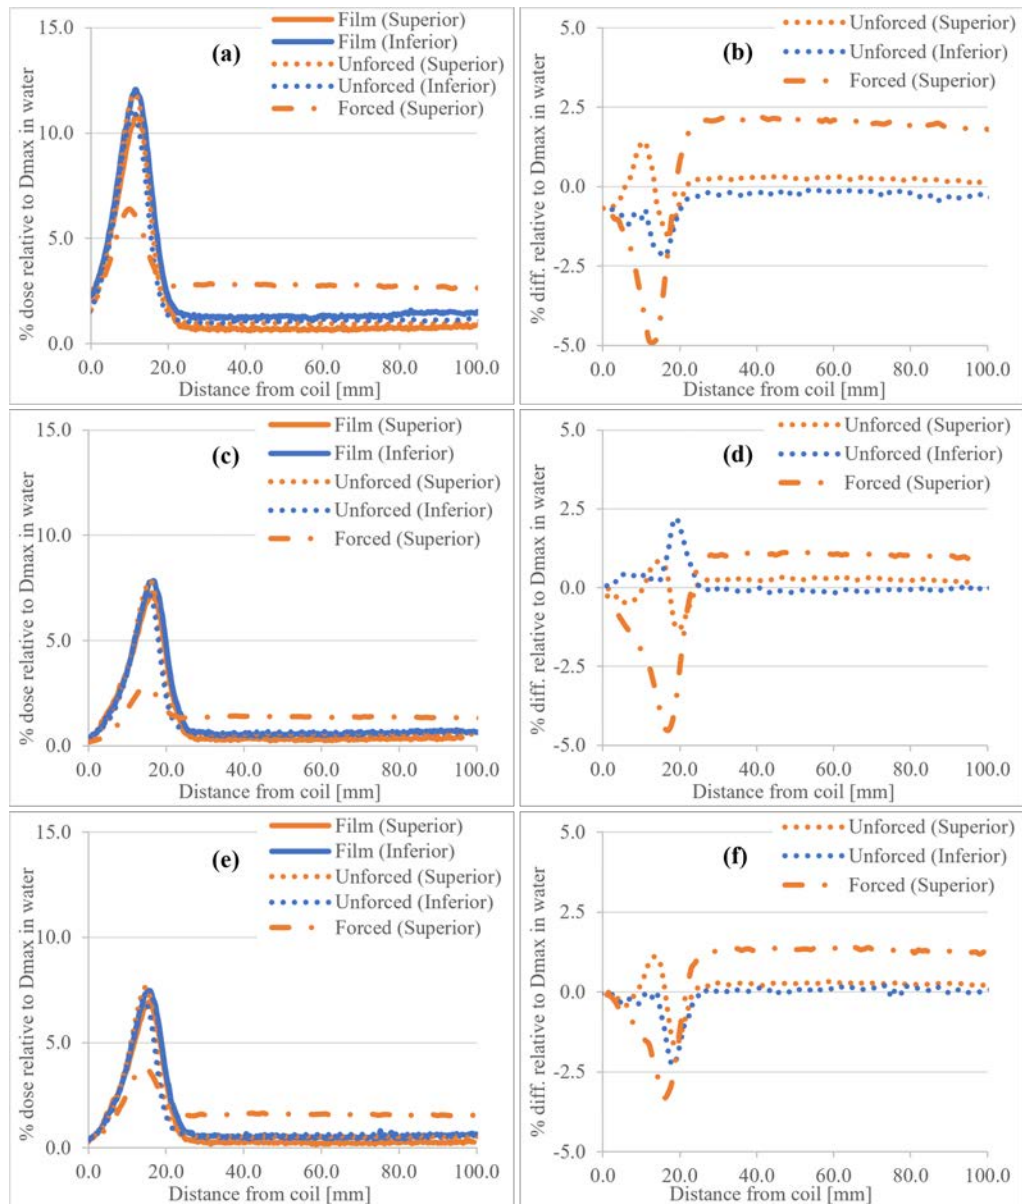 % dose relative to Dmax in water
15.0
10.0
5.0
0.0
0.0 20.0 40.0 60.0 80.0 100.0
Distance from coil [mm]
(a)
Film (Superior)
Film (Inferior)
Unforced (Superior)
Unforced (Inferior)
Forced (Superior)
% diff. relative to Dmax in water
5.0
2.5
0.0
-2.5
-5.0
0.0 20.0 40.0 60.0 80.0 100.0
Distance from coil [mm]
(b)
Unforced (Superior)
Unforced (Inferior)
Forced (Superior)
% dose relative to Dmax in water
15.0
10.0
5.0
0.0
0.0 20.0 40.0 60.0 80.0 100.0
Distance from coil [mm]
(c)
Film (Superior)
Film (Inferior)
Unforced (Superior)
Unforced (Inferior)
Forced (Superior)
% diff. relative to Dmax in water
5.0
2.5
0.0
-2.5
-5.0
0.0 20.0 40.0 60.0 80.0 100.0
Distance from coil [mm]
(d)
Unforced (Superior)
Unforced (Inferior)
Forced (Superior)
% dose relative to Dmax in water
15.0
10.0
5.0
0.0
0.0 20.0 40.0 60.0 80.0 100.0
Distance from coil [mm]
(e)
Film (Superior)
Film (Inferior)
Unforced (Superior)
Unforced (Inferior)
Forced (Superior)
% diff. relative to Dmax in water
5.0
2.5
0.0
-2.5
-5.0
0.0 20.0 40.0 60.0 80.0 100.0
Distance from coil [mm]
(f)
Unforced (Superior)
Unforced (Inferior)
Forced (Superior)